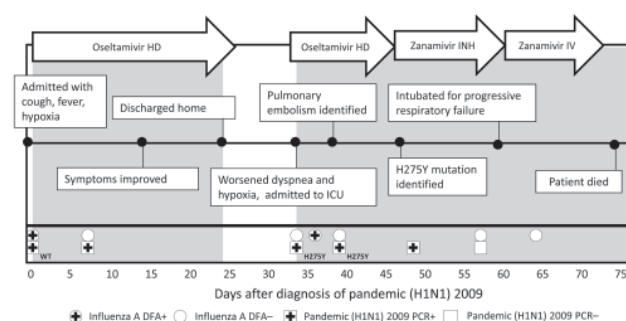 Oseltamivir HD
Oseltamivir HD
Zanamivir INH
Zanamivir IV
Admitted with
cough, fever,
hypoxia
Discharged home
Pulmonary
embolism identified
Intubated for progressive
respiratory failure
Symptoms improved
Worsened dyspnea and
hypoxia, admitted to ICU
H275Y mutation
identified
Patient died
WT
H275Y
H275Y
0 5 10 15 20 25 30 35 40 45 50 55 60 65 70 75
Days after diagnosis of pandemic (H1N1) 2009
Influenza A DFA+
Influenza A DFA−
Pandemic (H1N1) 2009 PCR+
Pandemic (H1N1) 2009 PCR−